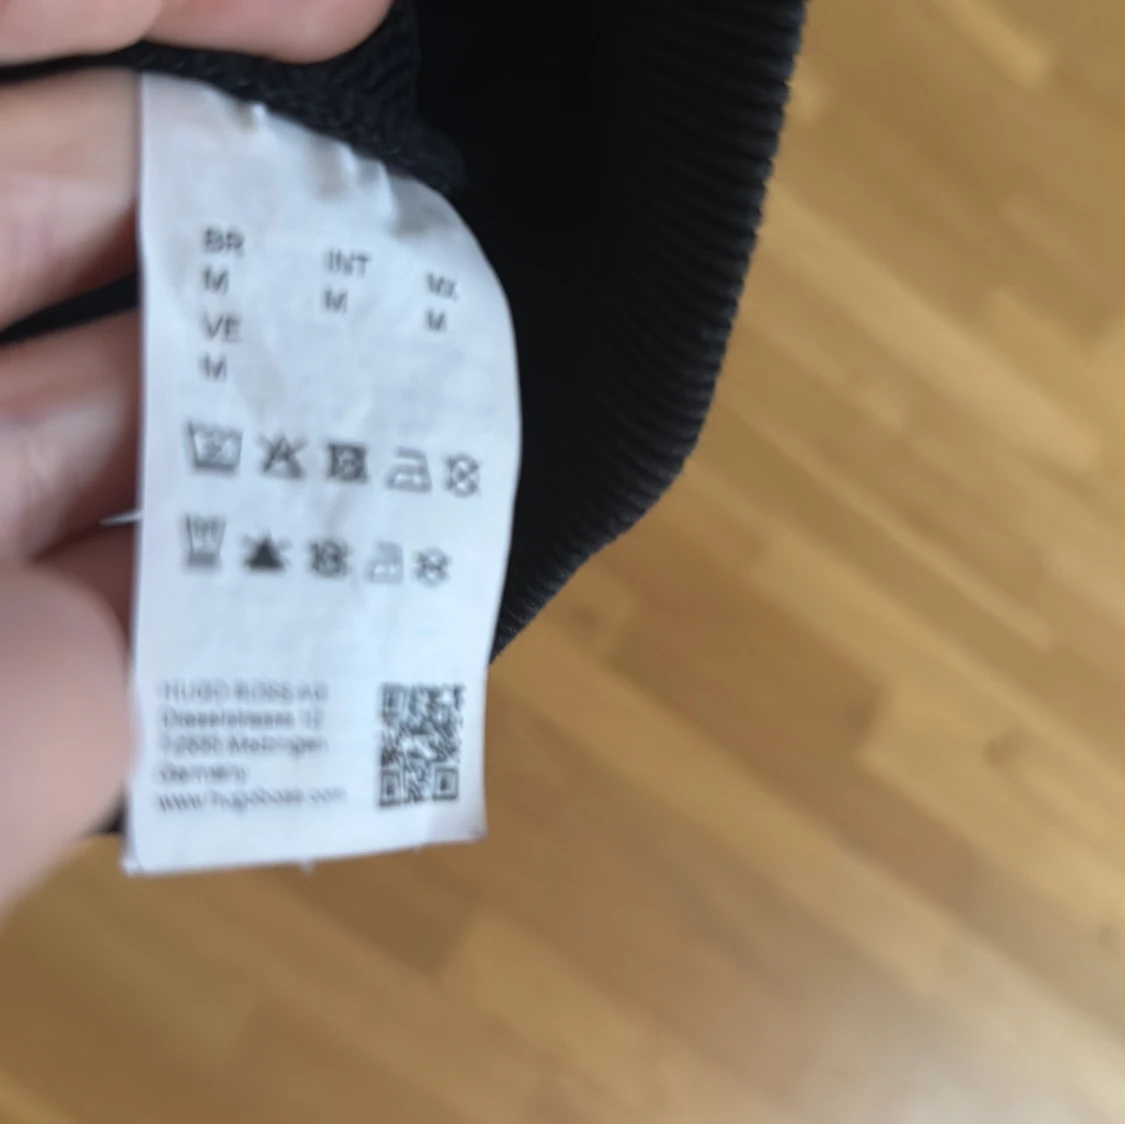 BR INT MX
M M M
VE
M
HUGO BOSS AG
Dieselstrasse 12
72555 Metzingen
Germany
www.hugoboss.com